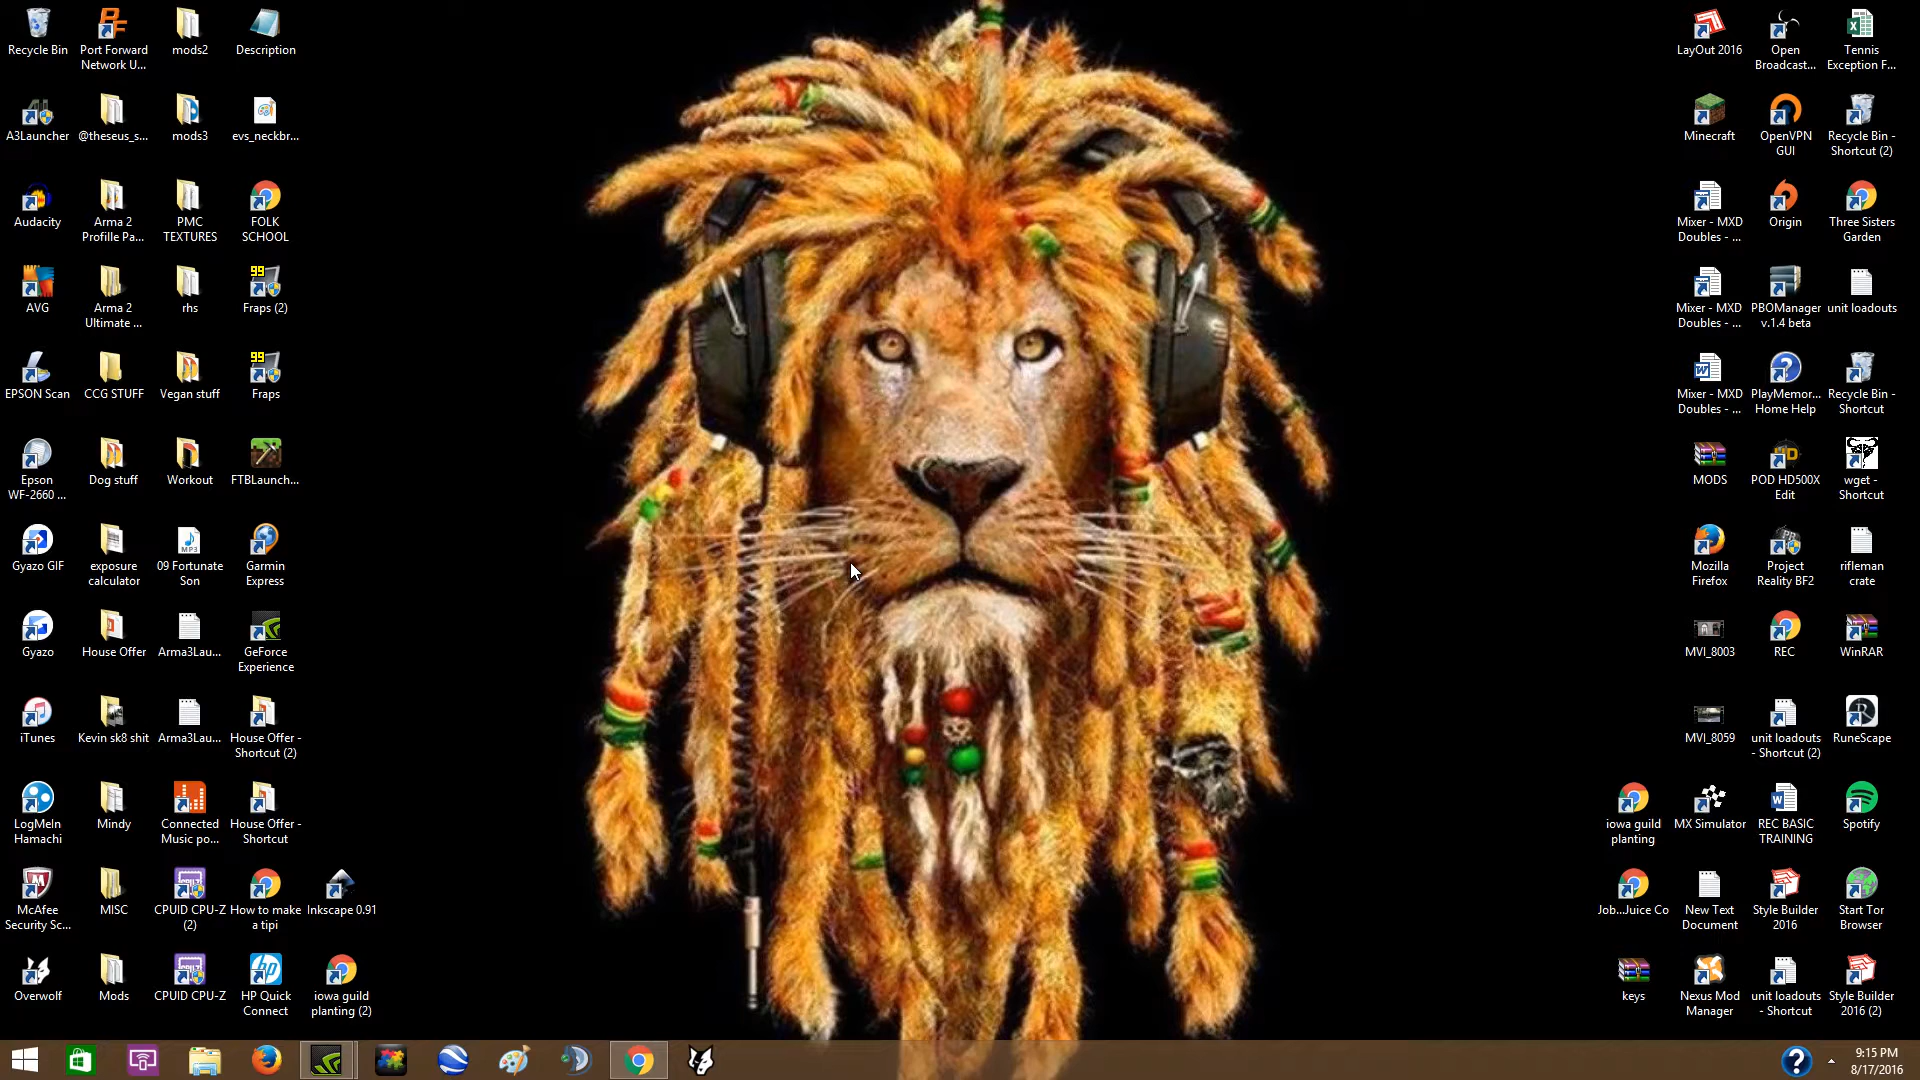 Recycle Bin
Port Forward
Network U...
mods2
Description
A3Launcher
@theseus_s...
mods3
evs_neckbr...
Audacity
Arma 2
Profille Pa...
PMC
TEXTURES
FOLK
SCHOOL
AVG
Arma 2
Ultimate ...
rhs
99
Fraps (2)
EPSON Scan
CCG STUFF
Vegan stuff
99
Fraps
Epson
WF-2660 ...
Dog stuff
Workout
FTBLaunch...
Gyazo GIF
exposure
calculator
MP3
09 Fortunate
Son
Garmin
Express
Gyazo
House Offer
Arma3Lau...
GeForce
Experience
iTunes
Kevin sk8 shit
Arma3Lau...
House Offer -
Shortcut (2)
LogMeIn
Hamachi
Mindy
Connected
Music po...
House Offer -
Shortcut
McAfee
Security Sc...
MISC
CPUID CPU-Z
(2)
How to make
a tipi
Inkscape 0.91
Overwolf
Mods
CPUID CPU-Z
HP Quick
Connect
iowa guild
planting (2)
LayOut 2016
Open
Broadcast...
Tennis
Exception F...
Minecraft
OpenVPN
GUI
Recycle Bin -
Shortcut (2)
Mixer - MXD
Doubles - ...
Origin
Three Sisters
Garden
Mixer - MXD
Doubles - ...
PBOManager
v.1.4 beta
unit loadouts
Mixer - MXD
Doubles - ...
PlayMemor...
Home Help
Recycle Bin -
Shortcut
MODS
POD HD500X
Edit
wget -
Shortcut
Mozilla
Firefox
Project
Reality BF2
rifleman
crate
MVI_8003
REC
WinRAR
MVI_8059
unit loadouts
- Shortcut (2)
RuneScape
iowa guild
planting
MX Simulator
REC BASIC
TRAINING
Spotify
Job...Juice Co
New Text
Document
Style Builder
2016
Start Tor
Browser
keys
Nexus Mod
Manager
unit loadouts
- Shortcut
Style Builder
2016 (2)
9:15 PM
8/17/2016